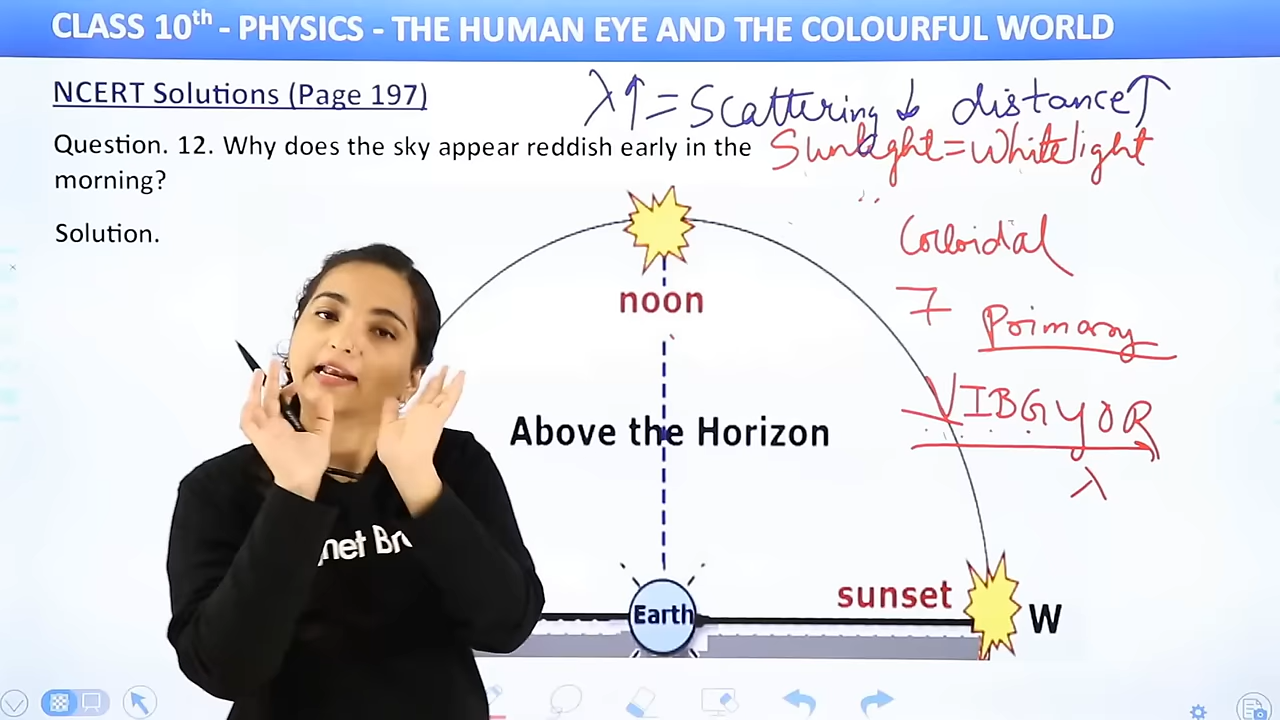 CLASS 10th - PHYSICS - THE HUMAN EYE AND THE COLOURFUL WORLD
NCERT Solutions (Page 197)
λ↑ = Scattering ↓ distance↑
Question. 12. Why does the sky appear reddish early in the
morning?
Sunlight = White light
Solution.
Colloidal
noon
7 Primary
VIBGYOR
Above the Horizon
λ
net Br
sunset
Earth
W